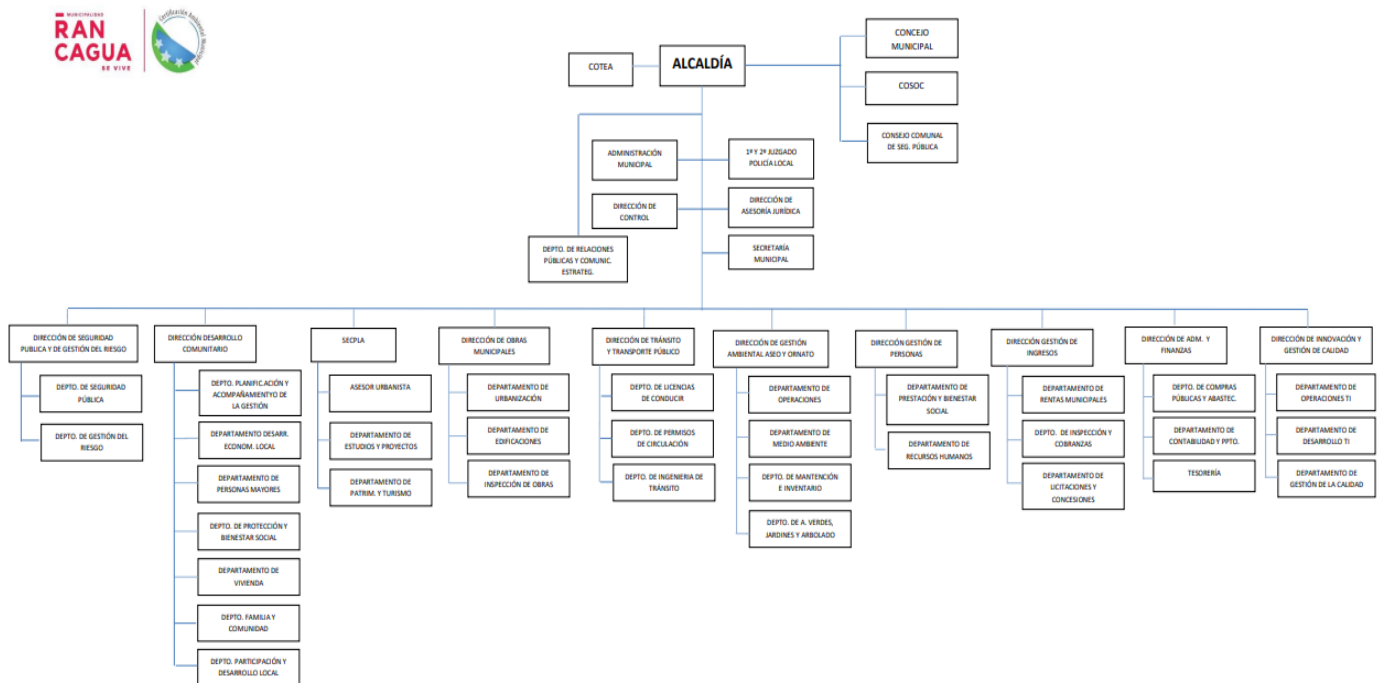 MUNICIPALIDAD
RAN
CAGUA
SE VIVE
Certificación Ambiental Municipal
COTEA
ALCALDÍA
CONCEJO
MUNICIPAL
COSOC
CONSEJO COMUNAL
DE SEG. PÚBLICA
ADMINISTRACIÓN
MUNICIPAL
1º Y 2º JUZGADO
POLICÍA LOCAL
DIRECCIÓN DE
CONTROL
DIRECCIÓN DE
ASESORÍA JURÍDICA
DEPTO. DE RELACIONES
PÚBLICAS Y COMUNIC.
ESTRATEG.
SECRETARÍA
MUNICIPAL
DIRECCIÓN DE SEGURIDAD
PUBLICA Y DE GESTIÓN DEL RIESGO
DEPTO. DE SEGURIDAD
PÚBLICA
DEPTO. DE GESTIÓN DEL
RIESGO
DIRECCIÓN DESARROLLO
COMUNITARIO
DEPTO. PLANIFIC.ACIÓN Y
ACOMPAÑAMIENTYO DE
LA GESTIÓN
DEPARTAMENTO DESARR.
ECONOM. LOCAL
DEPARTAMENTO DE
PERSONAS MAYORES
DEPTO. DE PROTECCIÓN Y
BIENESTAR SOCIAL
DEPARTAMENTO DE
VIVIENDA
DEPTO. FAMILIA Y
COMUNIDAD
DEPTO. PARTICIPACIÓN Y
DESARROLLO LOCAL
SECPLA
ASESOR URBANISTA
DEPARTAMENTO DE
ESTUDIOS Y PROYECTOS
DEPARTAMENTO DE
PATRIM. Y TURISMO
DIRECCIÓN DE OBRAS
MUNICIPALES
DEPARTAMENTO DE
URBANIZACIÓN
DEPARTAMENTO DE
EDIFICACIONES
DEPARTAMENTO DE
INSPECCIÓN DE OBRAS
DIRECCIÓN DE TRÁNSITO
Y TRANSPORTE PÚBLICO
DEPTO. DE LICENCIAS
DE CONDUCIR
DEPTO. DE PERMISOS
DE CIRCULACIÓN
DEPTO. DE INGENIERIA DE
TRÁNSITO
DIRECCIÓN DE GESTIÓN
AMBIENTAL ASEO Y ORNATO
DEPARTAMENTO DE
OPERACIONES
DEPARTAMENTO DE
MEDIO AMBIENTE
DEPTO. DE MANTENCIÓN
E INVENTARIO
DEPTO. DE A. VERDES,
JARDINES Y ARBOLADO
DIRECCIÓN GESTIÓN DE
PERSONAS
DEPARTAMENTO DE
PRESTACIÓN Y BIENESTAR
SOCIAL
DEPARTAMENTO DE
RECURSOS HUMANOS
DIRECCIÓN GESTIÓN DE
INGRESOS
DEPARTAMENTO DE
RENTAS MUNICIPALES
DEPTO. DE INSPECCIÓN Y
COBRANZAS
DEPARTAMENTO DE
LICITACIONES Y
CONCESIONES
DIRECCIÓN DE ADM. Y
FINANZAS
DEPTO. DE COMPRAS
PÚBLICAS Y ABASTEC.
DEPARTAMENTO DE
CONTABILIDAD Y PPTO.
TESORERÍA
DIRECCIÓN DE INNOVACIÓN Y
GESTIÓN DE CALIDAD
DEPARTAMENTO DE
OPERACIONES TI
DEPARTAMENTO DE
DESARROLLO TI
DEPARTAMENTO DE
GESTIÓN DE LA CALIDAD